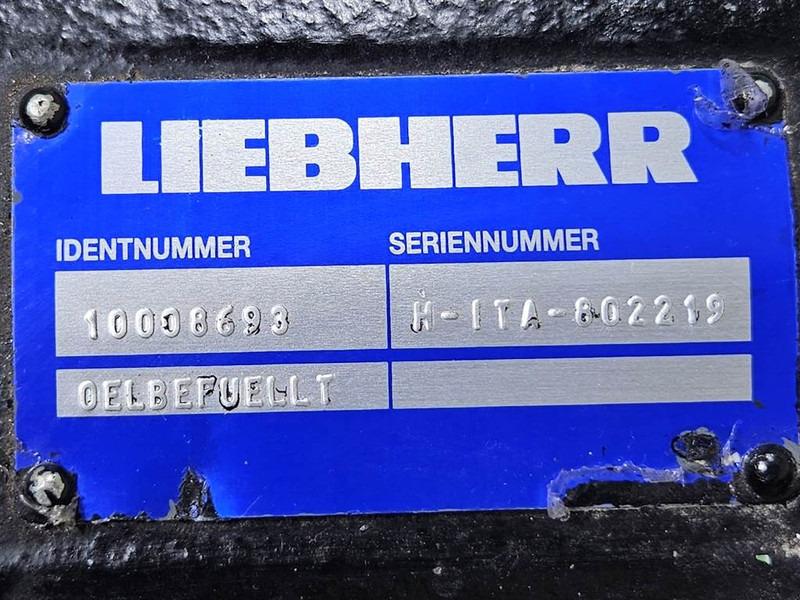 LIEBHERR
IDENTNUMMER SERIENNUMMER
10008693 H-ITA-802219
OELBEFUELLT